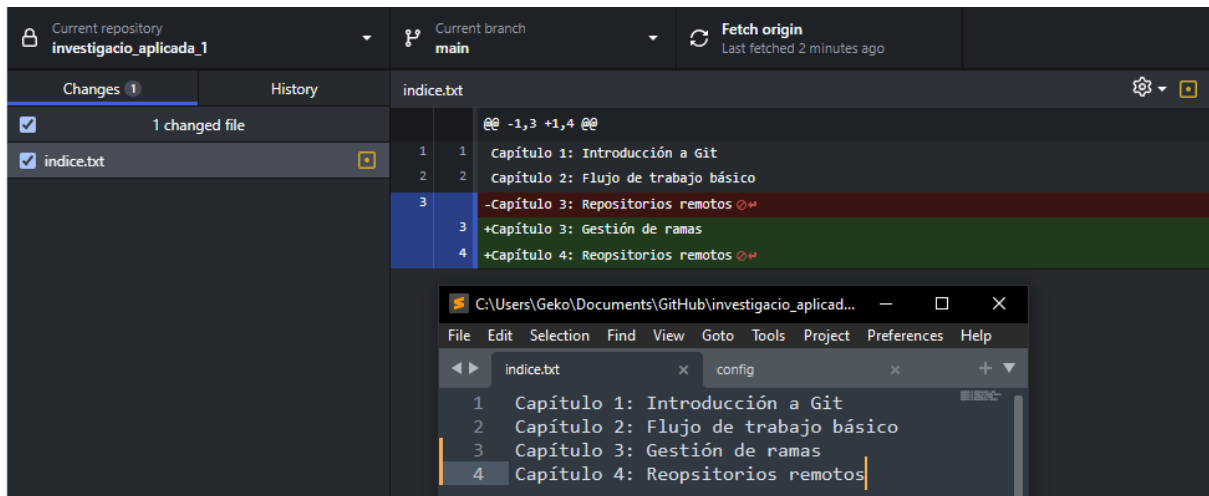 Current repository
investigacio_aplicada_1
Current branch
main
Fetch origin
Last fetched 2 minutes ago
Changes 1
History
indice.txt
1 changed file
indice.txt
@@ -1,3 +1,4 @@
1 1 Capítulo 1: Introducción a Git
2 2 Capítulo 2: Flujo de trabajo básico
3 -Capítulo 3: Repositorios remotos
3 +Capítulo 3: Gestión de ramas
4 +Capítulo 4: Reopsitorios remotos
C:\Users\Geko\Documents\GitHub\investigacio_aplicad...
File Edit Selection Find View Goto Tools Project Preferences Help
indice.txt
config
1 Capítulo 1: Introducción a Git
2 Capítulo 2: Flujo de trabajo básico
3 Capítulo 3: Gestión de ramas
4 Capítulo 4: Reopsitorios remotos